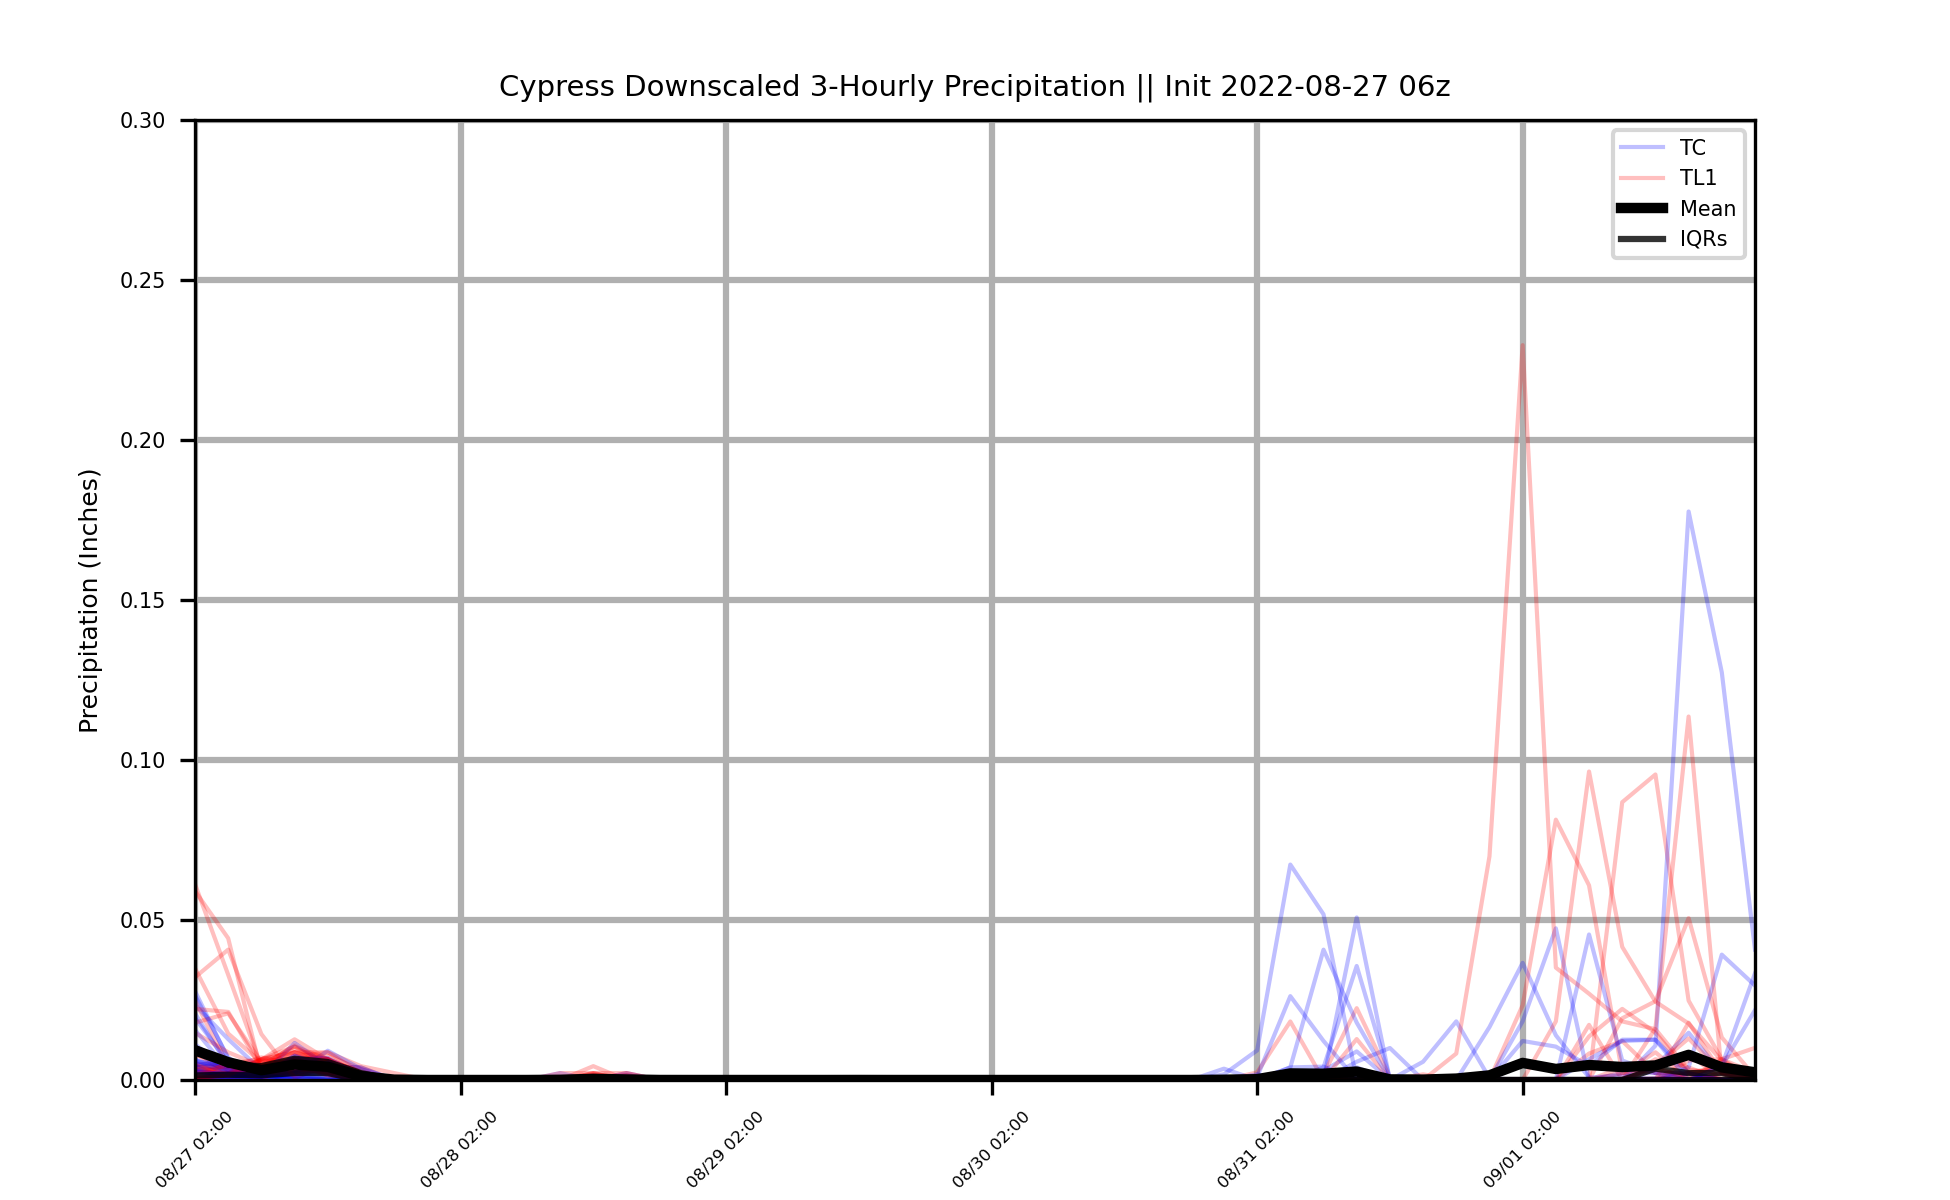 Cypress Downscaled 3-Hourly Precipitation || Init 2022-08-27 06z
TC
TL1
Mean
IQRs
Precipitation (Inches)
0.30
0.25
0.20
0.15
0.10
0.05
0.00
08/27 02:00
08/28 02:00
08/29 02:00
08/30 02:00
08/31 02:00
09/01 02:00